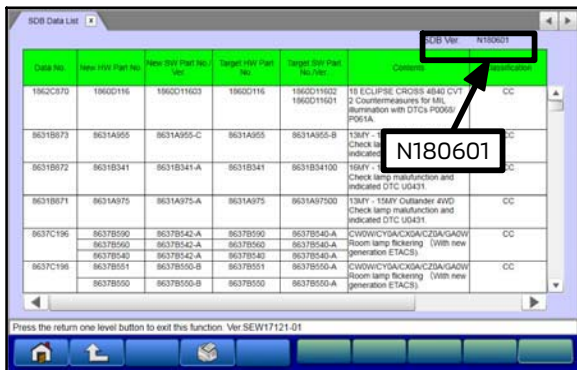 SDB Data List x
SDB Ver. N180601
Data No. New HW Part No. New SW Part No./Ver. Target HW Part No. Target SW Part No./Ver. Contents Classification
1862C870 1860D116 1860D11603 1860D116 1860D11602 18 ECLIPSE CROSS 4B40 CVT CC
1860D11601 2 Countermeasures for MIL
illumination with DTCs P0068/
P061A.
8631B873 8631A955 8631A955-C 8631A955 8631A955-B 13MY - CC
Check la
indicated
N180601
8631B872 8631B341 8631B341-A 8631B341 8631B34100 16MY - CC
Check lamp malufunction and
indicated DTC U0431.
8631B871 8631A975 8631A975-A 8631A975 8631A97500 13MY - 15MY Outlander 4WD CC
Check lamp malufunction and
indicated DTC U0431.
8637C196 8637B590 8637B542-A 8637B590 8637B540-A CW0W/CY0A/CX0A/CZ0A/GA0W CC
8637B560 8637B542-A 8637B560 8637B540-A Room lamp flickering (With new
8637B540 8637B542-A 8637B540 8637B540-A generation ETACS).
8637C198 8637B551 8637B550-B 8637B551 8637B550-A CW0W/CY0A/CX0A/CZ0A/GA0W CC
8637B550 8637B550-B 8637B550 8637B550-A Room lamp flickering (With new
generation ETACS).
Press the return one level button to exit this function. Ver.SEW17121-01